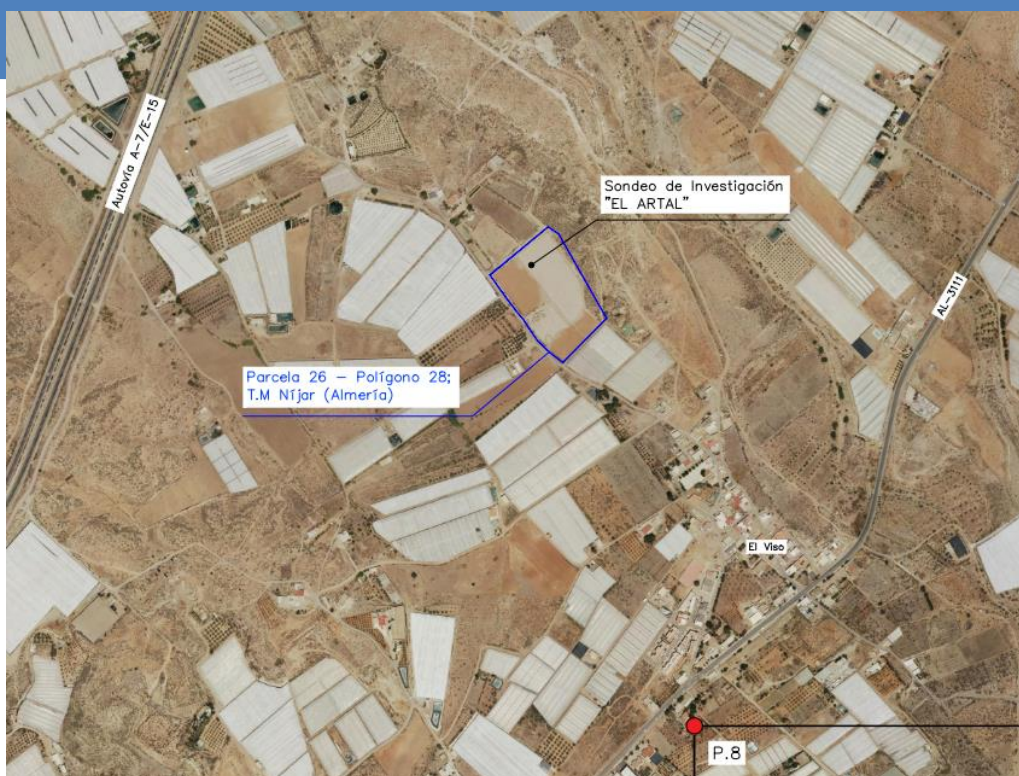 Autovía A-7/E-15
Sondeo de Investigación
"EL ARTAL"
AL-3111
Parcela 26 – Polígono 28;
T.M Níjar (Almería)
El Viso
P.8